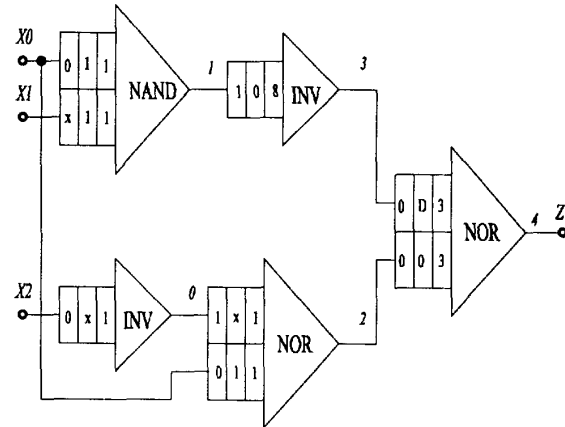 X0
1
3
0 1 1
NAND
1 0 8
INV
X1
x 1 1
0 D 3
NOR
4
Z
0 0 3
X2
0
0 x 1
INV
1 x 1
NOR
2
0 1 1